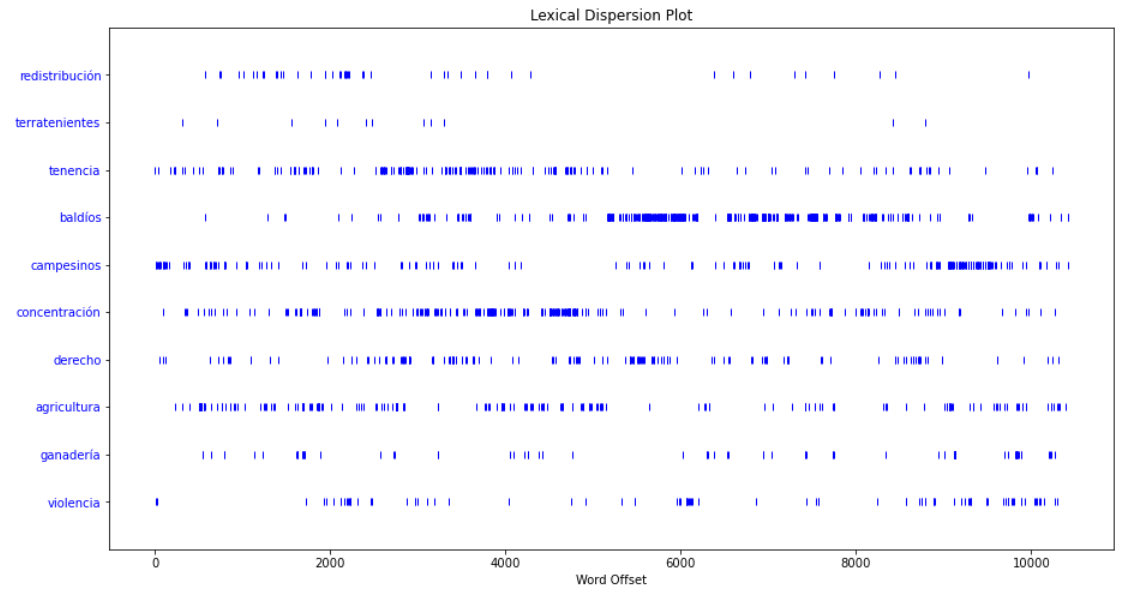 Lexical Dispersion Plot
redistribución
terratenientes
tenencia
baldíos
campesinos
concentración
derecho
agricultura
ganadería
violencia
0 2000 4000 6000 8000 10000
Word Offset